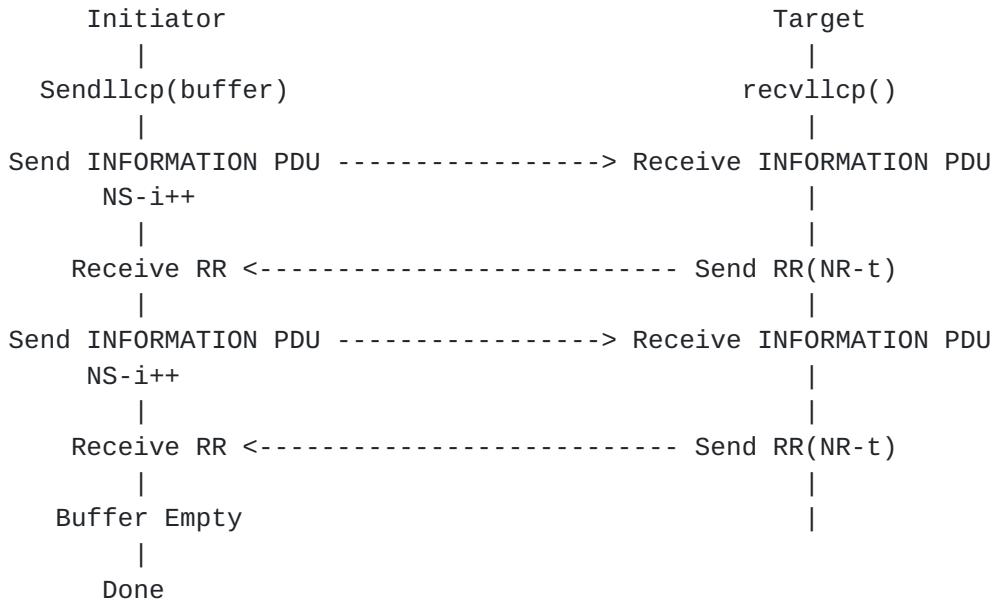 Initiator                                   Target
|                                           |
Sendllcp(buffer)                             recvllcp()
|                                           |
Send INFORMATION PDU -----------------> Receive INFORMATION PDU
NS-i++                                       |
|                                           |
Receive RR <--------------------------- Send RR(NR-t)
|                                           |
Send INFORMATION PDU -----------------> Receive INFORMATION PDU
NS-i++                                        |
|                                           |
Receive RR <--------------------------- Send RR(NR-t)
|                                           |
Buffer Empty                                    |
|
Done